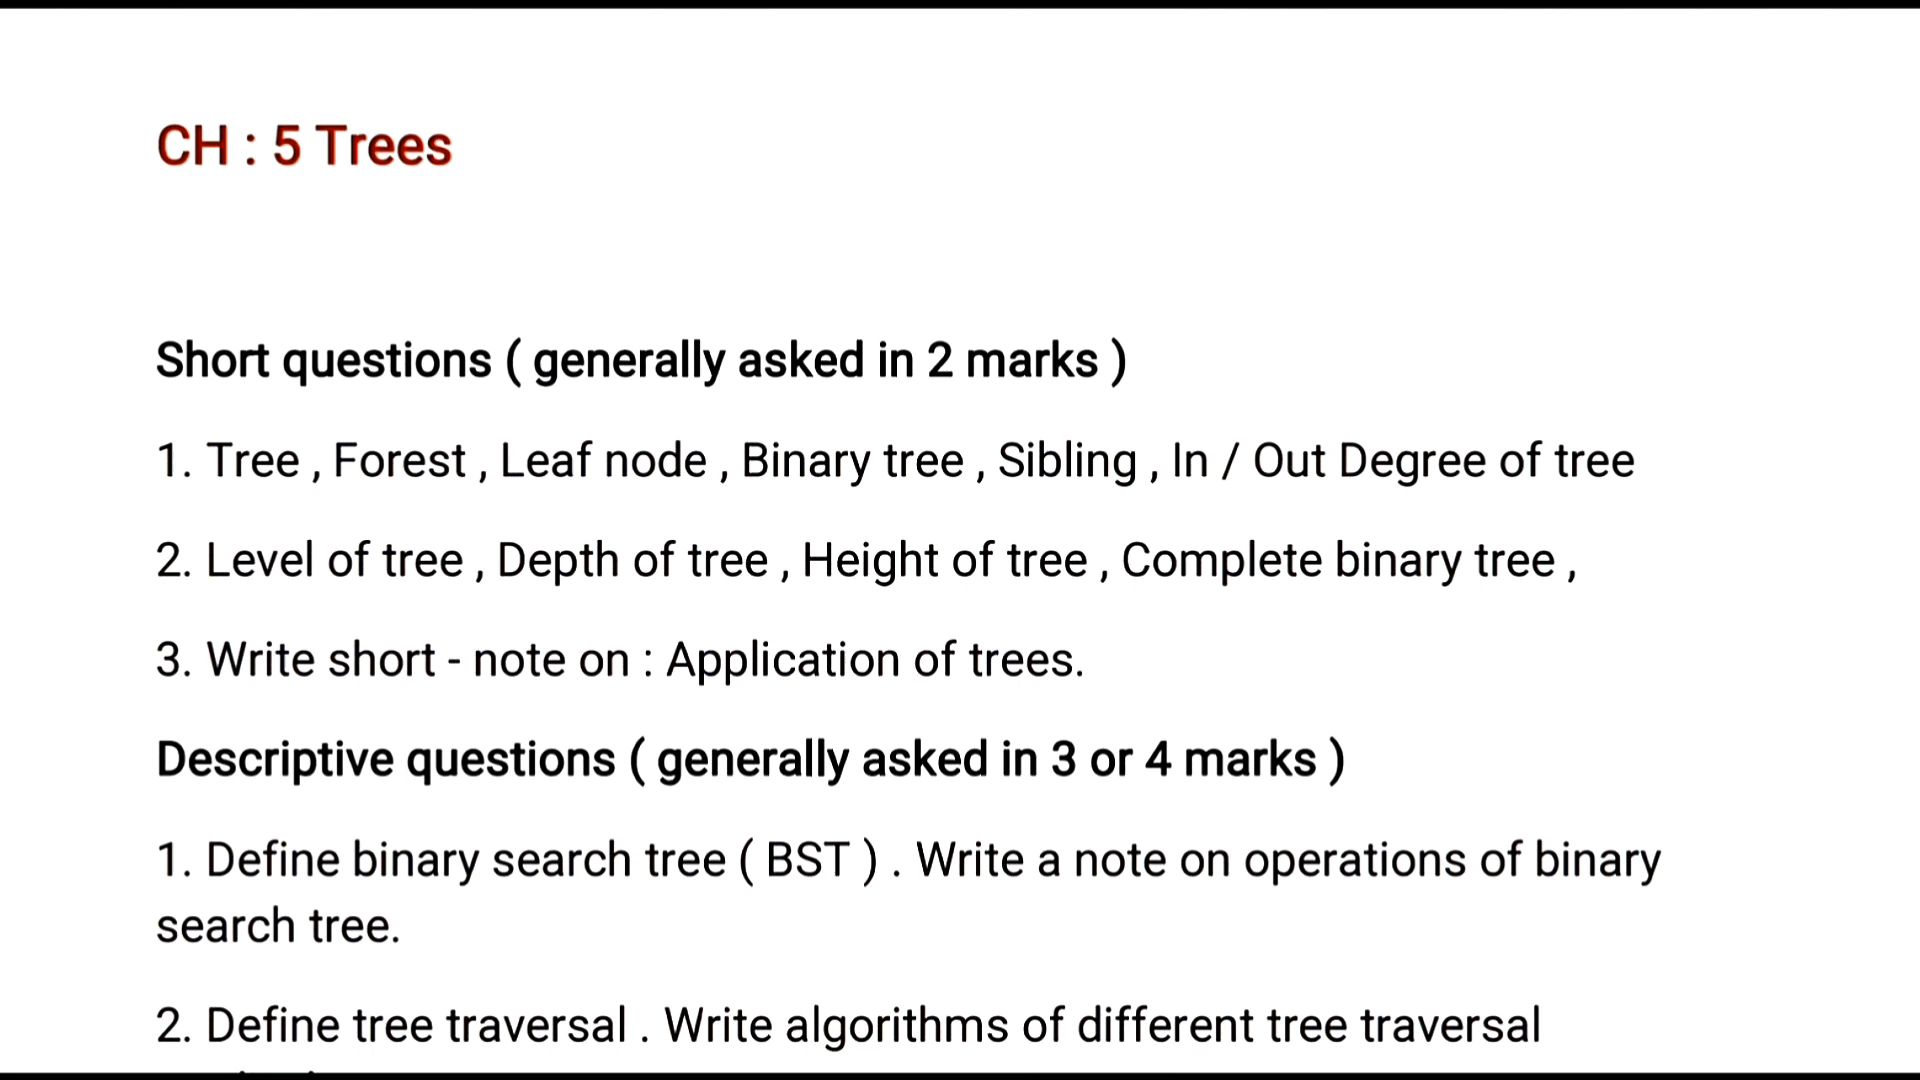 CH : 5 Trees
Short questions ( generally asked in 2 marks )
1. Tree , Forest , Leaf node , Binary tree , Sibling , In / Out Degree of tree
2. Level of tree , Depth of tree , Height of tree , Complete binary tree ,
3. Write short - note on : Application of trees.
Descriptive questions ( generally asked in 3 or 4 marks )
1. Define binary search tree ( BST ) . Write a note on operations of binary
search tree.
2. Define tree traversal . Write algorithms of different tree traversal